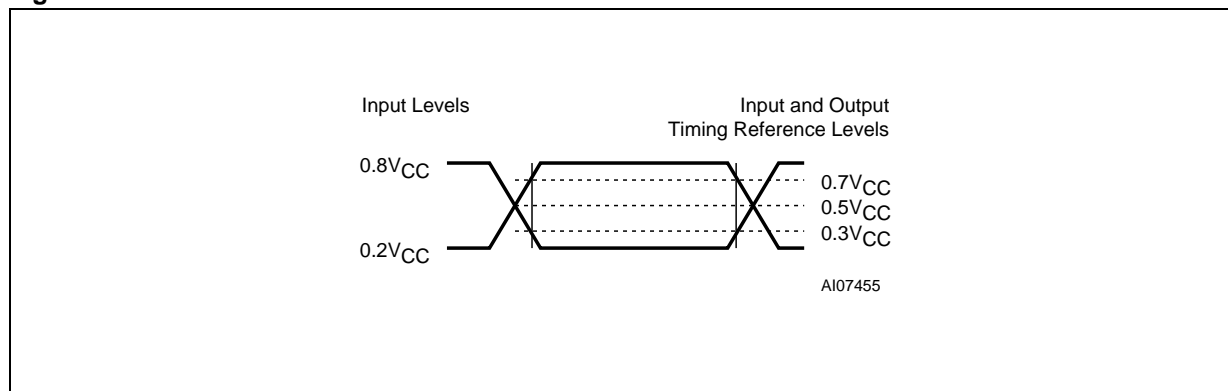 Input Levels
Input and Output
Timing Reference Levels
0.8VCC
0.7VCC
0.5VCC
0.3VCC
0.2VCC
AI07455